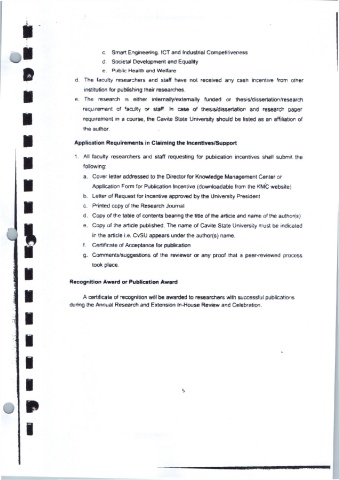 c. Smart Engineering, ICT and Industrial Competitiveness
d. Societal Development and Equality
e. Public Health and Welfare
d. The faculty researchers and staff have not received any cash incentive from other
institution for publishing their researches.
e. The research is either internally/externally funded or thesis/dissertation/research
requirement of faculty or staff. In case of thesis/dissertation and research paper
requirement in a course, the Cavite State University should be listed as an affiliation of
the author.
Application Requirements in Claiming the Incentives/Support
1. All faculty researchers and staff requesting for publication incentives shall submit the
following:
a. Cover letter addressed to the Director for Knowledge Management Center or
Application Form for Publication Incentive (downloadable from the KMC website)
b. Letter of Request for Incentive approved by the University President
c. Printed copy of the Research Journal
d. Copy of the table of contents bearing the title of the article and name of the author(s)
e. Copy of the article published. The name of Cavite State University must be indicated
in the article i.e. CvSU appears under the author(s) name.
f. Certificate of Acceptance for publication
g. Comments/suggestions of the reviewer or any proof that a peer-reviewed process
took place.
Recognition Award or Publication Award
A certificate of recognition will be awarded to researchers with successful publications
during the Annual Research and Extension In-House Review and Celebration.
5